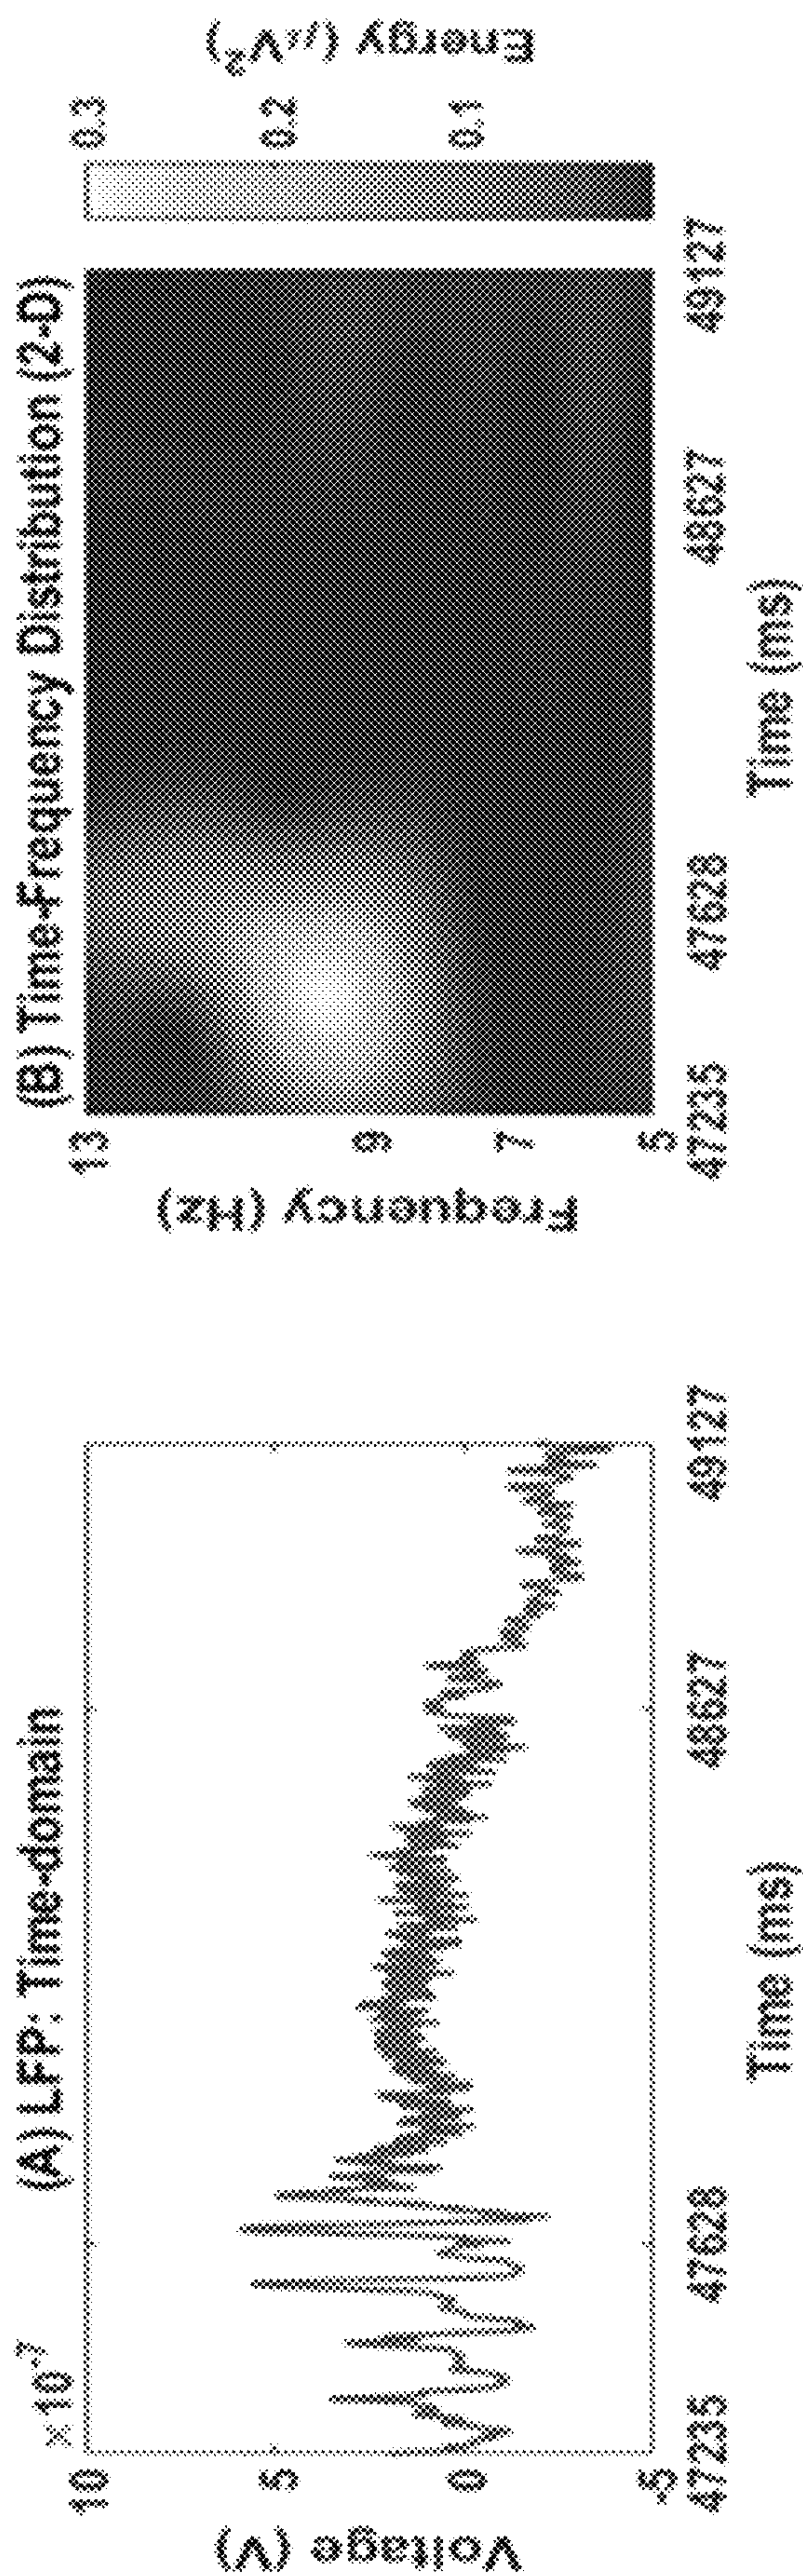 (A) LFP: Time-domain
× 10⁻⁷
10
5
0
-5
Voltage (V)
47235
47628
48627
49127
Time (ms)
(B) Time-Frequency Distribution (2-D)
13
9
7
5
Frequency (Hz)
47235
47628
48627
49127
Time (ms)
0.3
0.2
0.1
Energy (μV²)